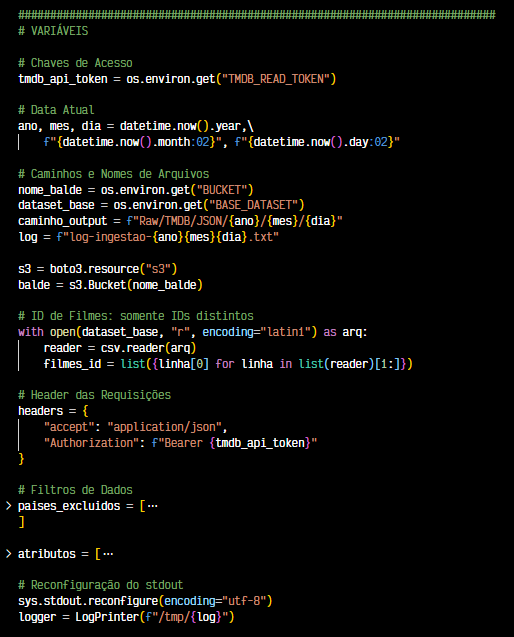 ###########################################################################
# VARIÁVEIS
# Chaves de Acesso
tmdb_api_token = os.environ.get("TMDB_READ_TOKEN")
# Data Atual
ano, mes, dia = datetime.now().year,\
f"{datetime.now().month:02}", f"{datetime.now().day:02}"
# Caminhos e Nomes de Arquivos
nome_balde = os.environ.get("BUCKET")
dataset_base = os.environ.get("BASE_DATASET")
caminho_output = f"Raw/TMDB/JSON/{ano}/{mes}/{dia}"
log = f"log-ingestao-{ano}{mes}{dia}.txt"
s3 = boto3.resource("s3")
balde = s3.Bucket(nome_balde)
# ID de Filmes: somente IDs distintos
with open(dataset_base, "r", encoding="latin1") as arq:
reader = csv.reader(arq)
filmes_id = list({linha[0] for linha in list(reader)[1:]})
# Header das Requisições
headers = {
"accept": "application/json",
"Authorization": f"Bearer {tmdb_api_token}"
}
# Filtros de Dados
paises_excluidos = [···
]
atributos = [···
# Reconfiguração do stdout
sys.stdout.reconfigure(encoding="utf-8")
logger = LogPrinter(f"/tmp/{log}")